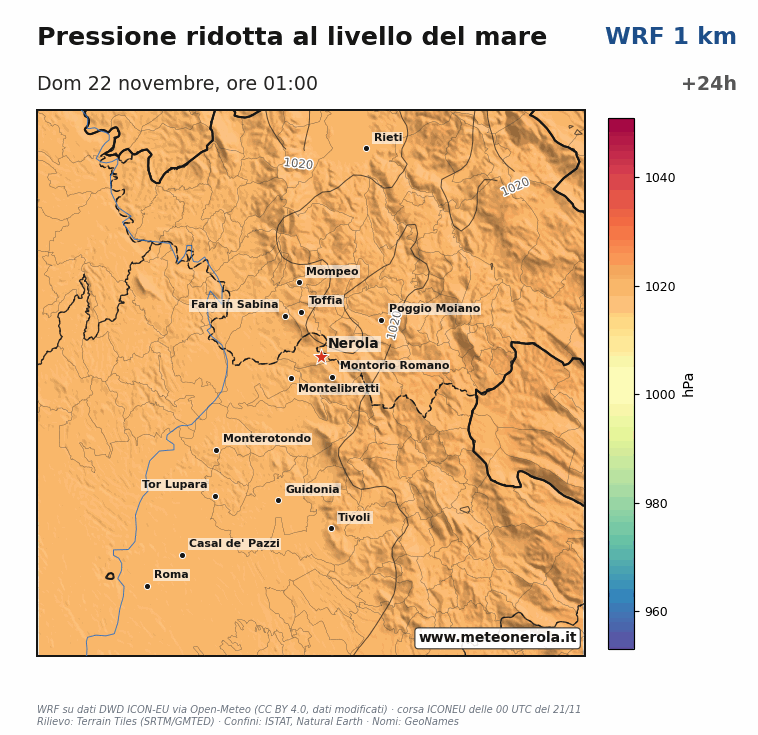 Pressione ridotta al livello del mare
WRF 1 km
Dom 22 novembre, ore 01:00
+24h
Rieti
1020
1020
Mompeo
Toffia
Fara in Sabina
Poggio Moiano
1020
Nerola
Montorio Romano
Montelibretti
Monterotondo
Tor Lupara
Guidonia
Tivoli
Casal de' Pazzi
Roma
www.meteonerola.it
1040
1020
1000
980
960
hPa
WRF su dati DWD ICON-EU via Open-Meteo (CC BY 4.0, dati modificati) · corsa ICONEU delle 00 UTC del 21/11
Rilievo: Terrain Tiles (SRTM/GMTED) · Confini: ISTAT, Natural Earth · Nomi: GeoNames